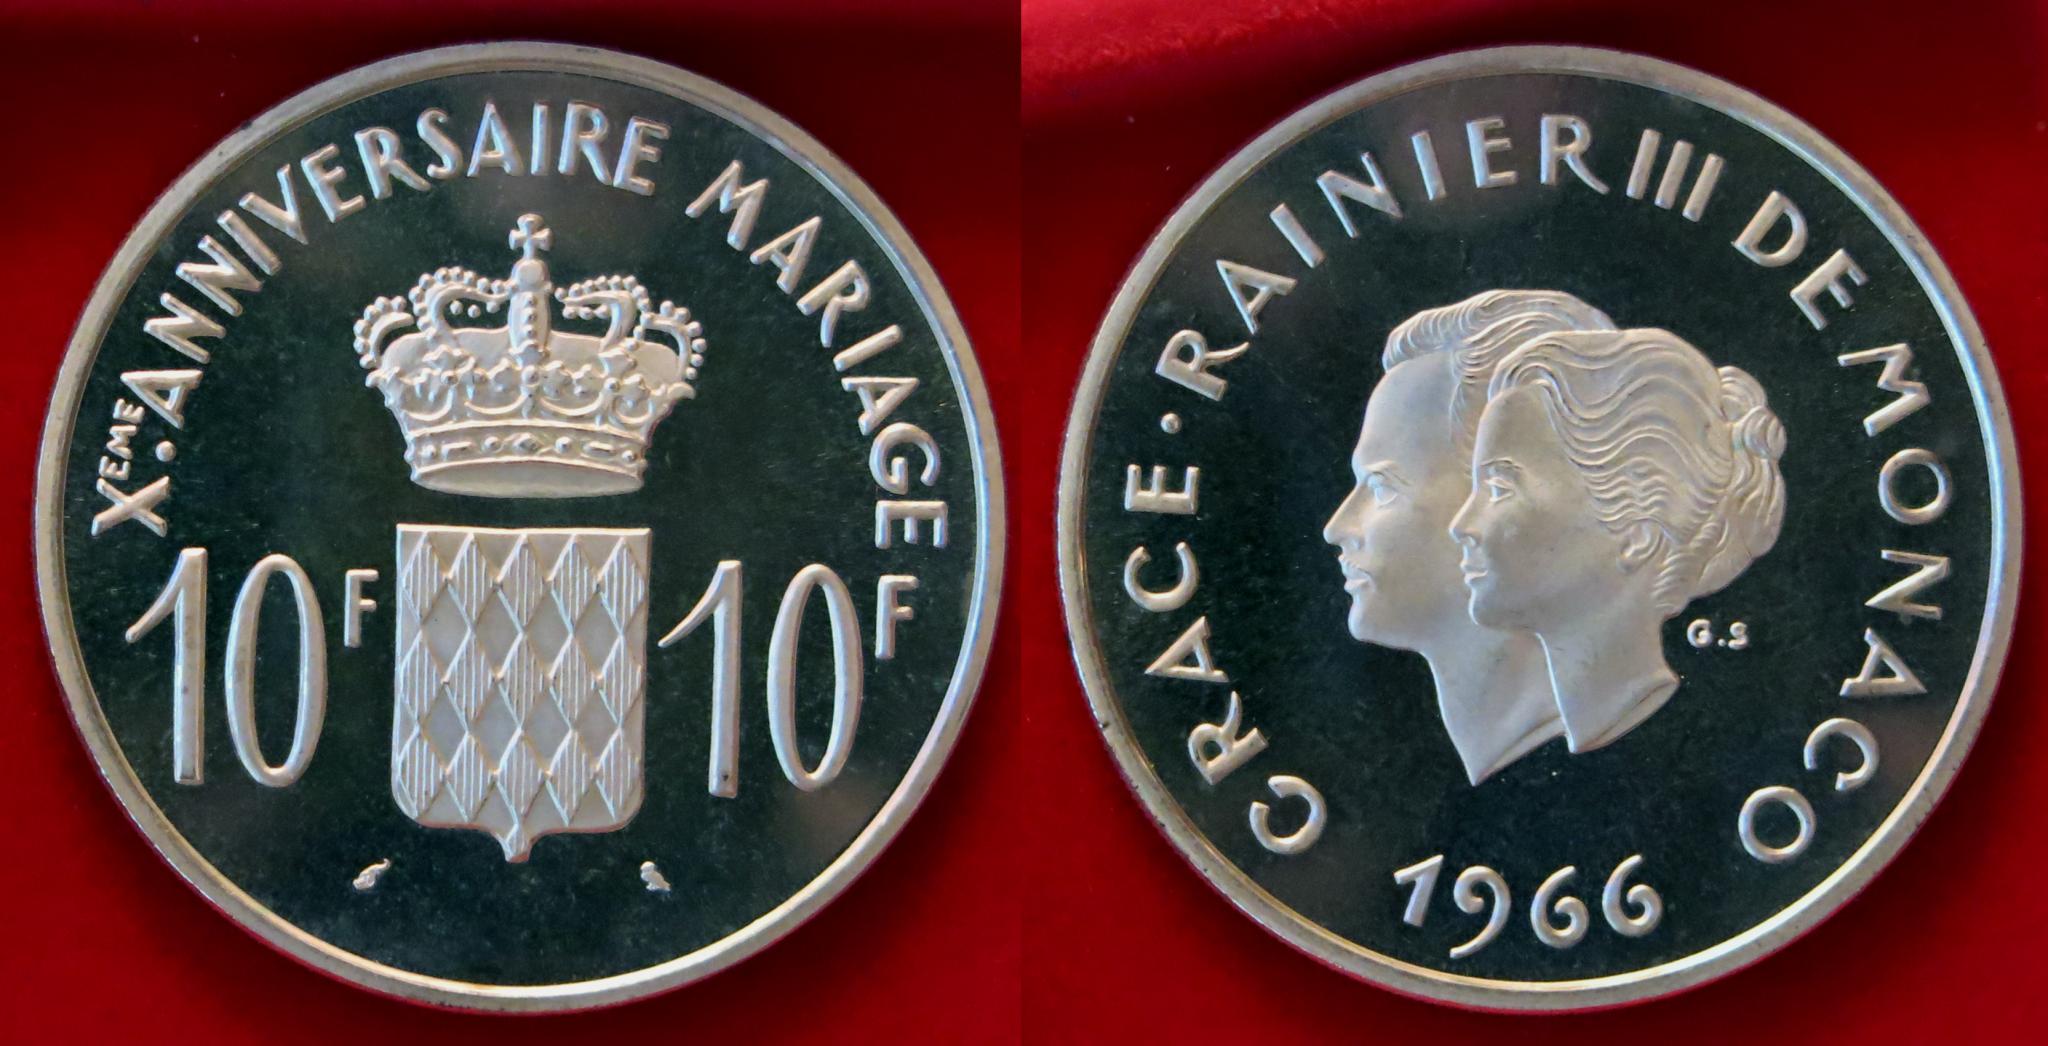 Xᴱᴹᴱ. ANNIVERSAIRE MARIAGE
10F 10F
GRACE · RAINIER III DE MONACO
G.S
1966